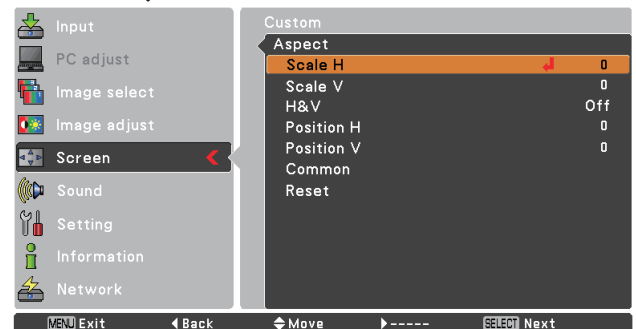 Input
PC adjust
Image select
Image adjust
Screen
Sound
Setting
Information
Network
Custom
Aspect
Scale H 0
Scale V 0
H&V Off
Position H 0
Position V 0
Common
Reset
MENU Exit Back Move ----- SELECT Next